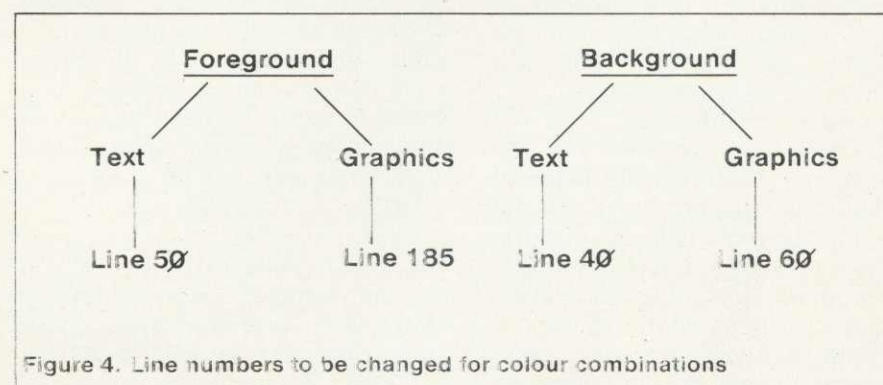 Foreground Background
Text Graphics Text Graphics
Line 5Ø Line 185 Line 4Ø Line 6Ø
Figure 4. Line numbers to be changed for colour combinations